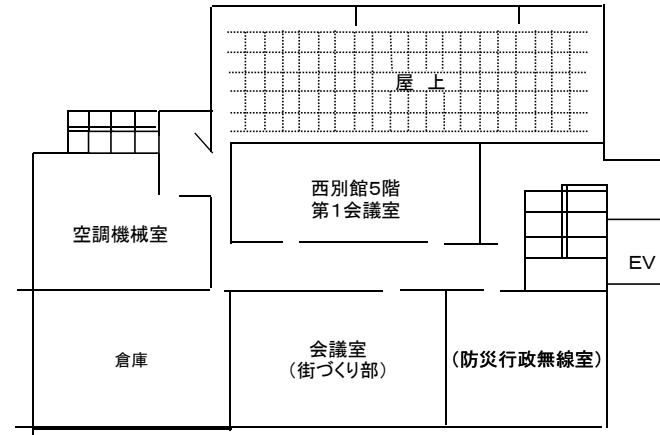 屋 上
西別館5階
第１会議室
空調機械室
EV
倉庫
会議室
（街づくり部）
（防災行政無線室）